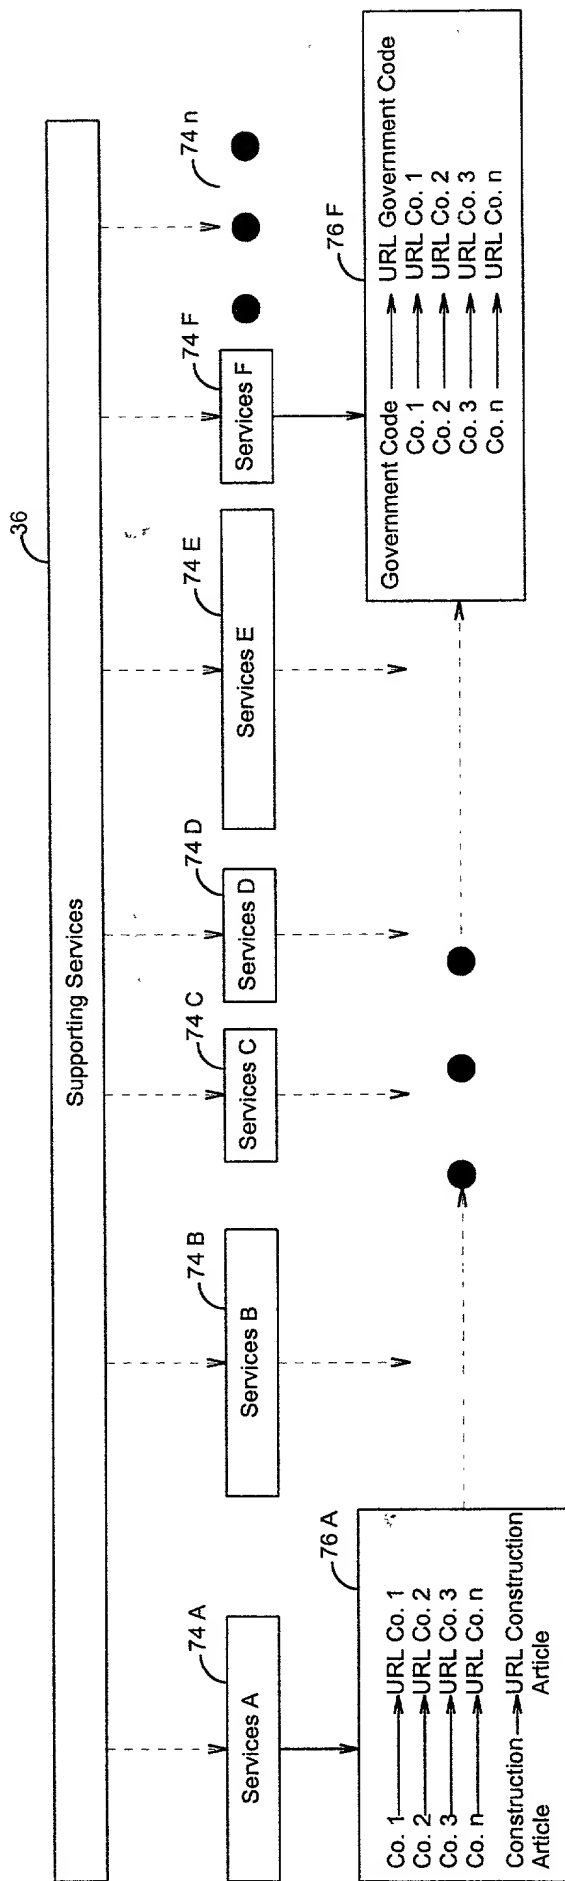 36
Supporting Services
74 A
Services A
74 B
Services B
74 C
Services C
74 D
Services D
74 E
Services E
74 F
Services F
74 n
76 A
Co. 1 URL Co. 1
Co. 2 URL Co. 2
Co. 3 URL Co. 3
Co. n URL Co. n
Construction URL Construction
Article Article
76 F
Government Code URL Government Code
Co. 1 URL Co. 1
Co. 2 URL Co. 2
Co. 3 URL Co. 3
Co. n URL Co. n